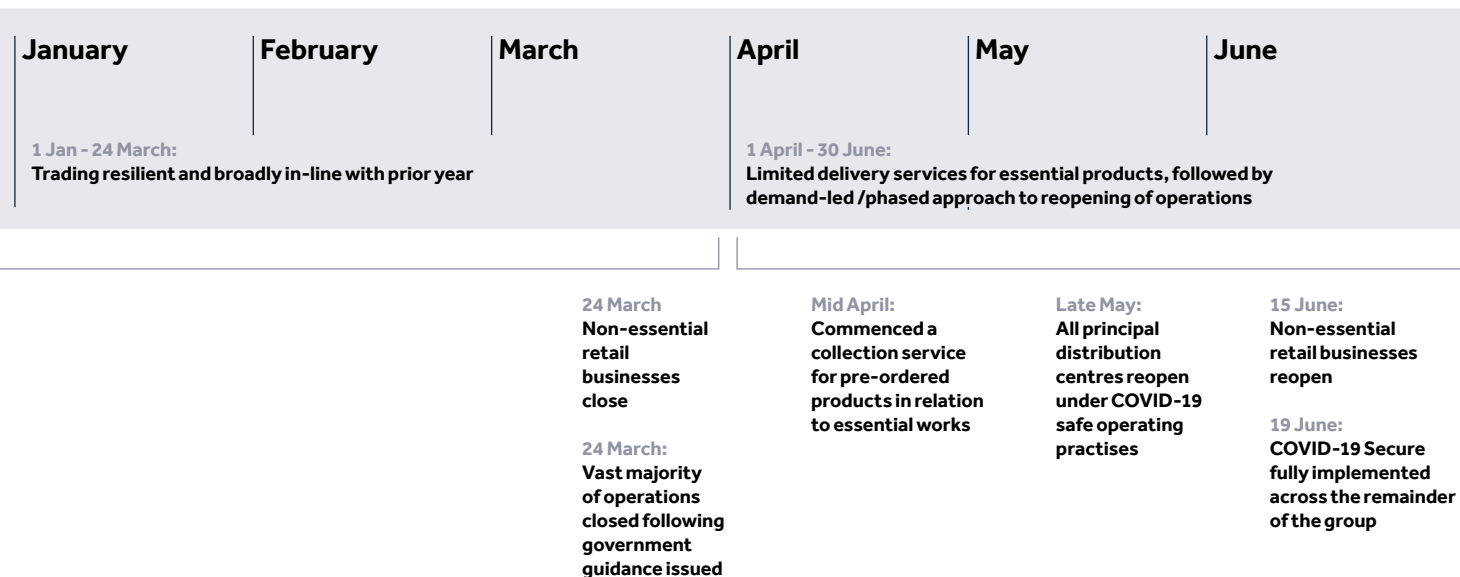 January
February
March
April
May
June
1 Jan - 24 March:
Trading resilient and broadly in-line with prior year
1 April - 30 June:
Limited delivery services for essential products, followed by
demand-led /phased approach to reopening of operations
24 March
Non-essential
retail
businesses
close
24 March:
Vast majority
of operations
closed following
government
guidance issued
Mid April:
Commenced a
collection service
for pre-ordered
products in relation
to essential works
Late May:
All principal
distribution
centres reopen
under COVID-19
safe operating
practises
15 June:
Non-essential
retail businesses
reopen
19 June:
COVID-19 Secure
fully implemented
across the remainder
of the group